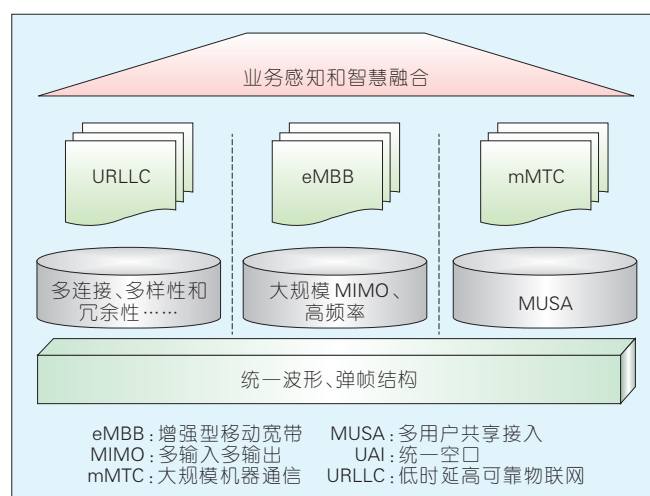 业务感知和智慧融合
URLLC
eMBB
mMTC
多连接、多样性和
冗余性……
大规模 MIMO、
高频率
MUSA
统一波形、弹帧结构
eMBB:增强型移动宽带 MUSA:多用户共享接入
MIMO:多输入多输出 UAI:统一空口
mMTC:大规模机器通信 URLLC:低时延高可靠物联网